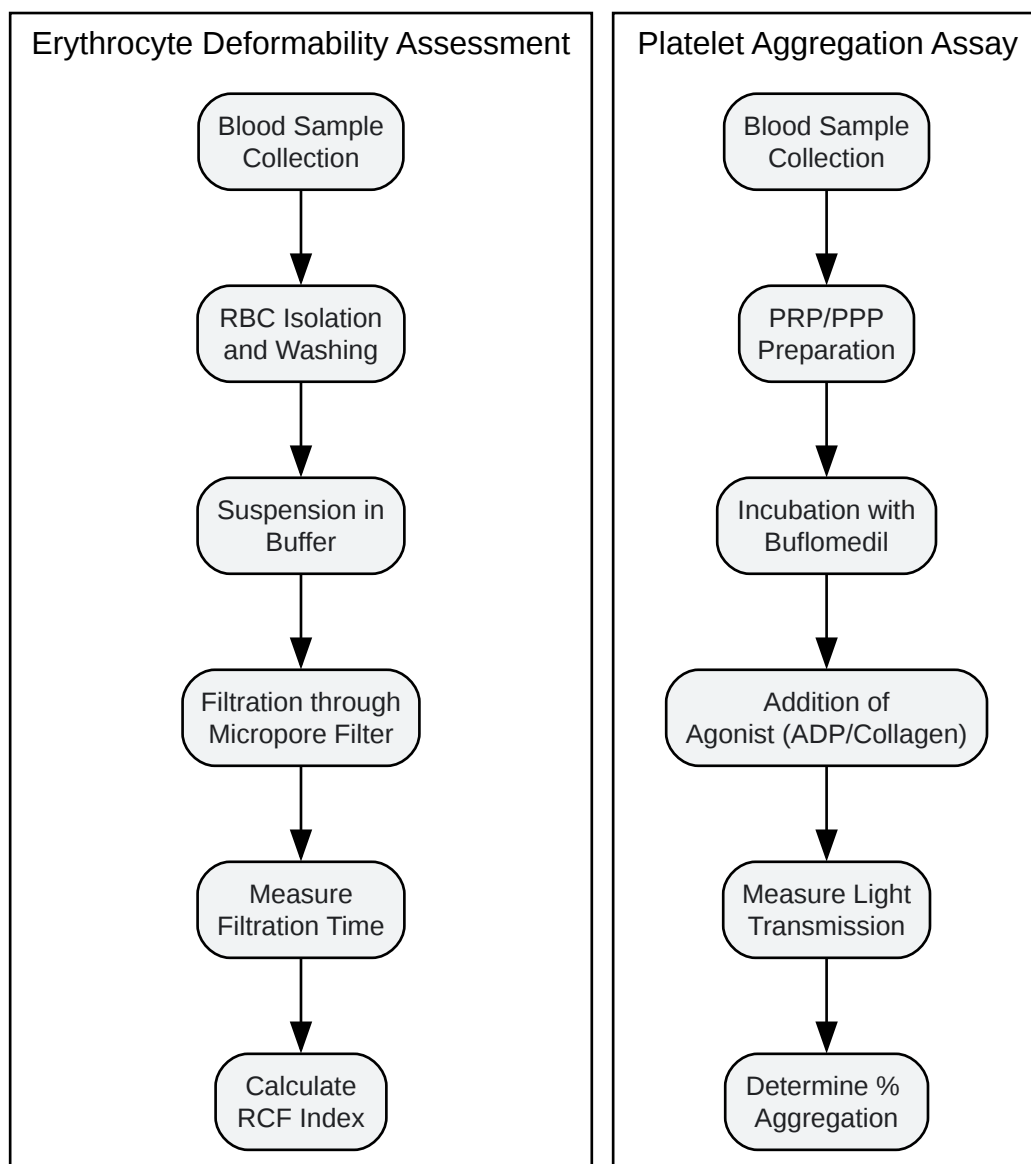 Erythrocyte Deformability Assessment
Blood Sample
Collection
RBC Isolation
and Washing
Suspension in
Buffer
Filtration through
Micropore Filter
Measure
Filtration Time
Calculate
RCF Index
Platelet Aggregation Assay
Blood Sample
Collection
PRP/PPP
Preparation
Incubation with
Buflomedil
Addition of
Agonist (ADP/Collagen)
Measure Light
Transmission
Determine %
Aggregation